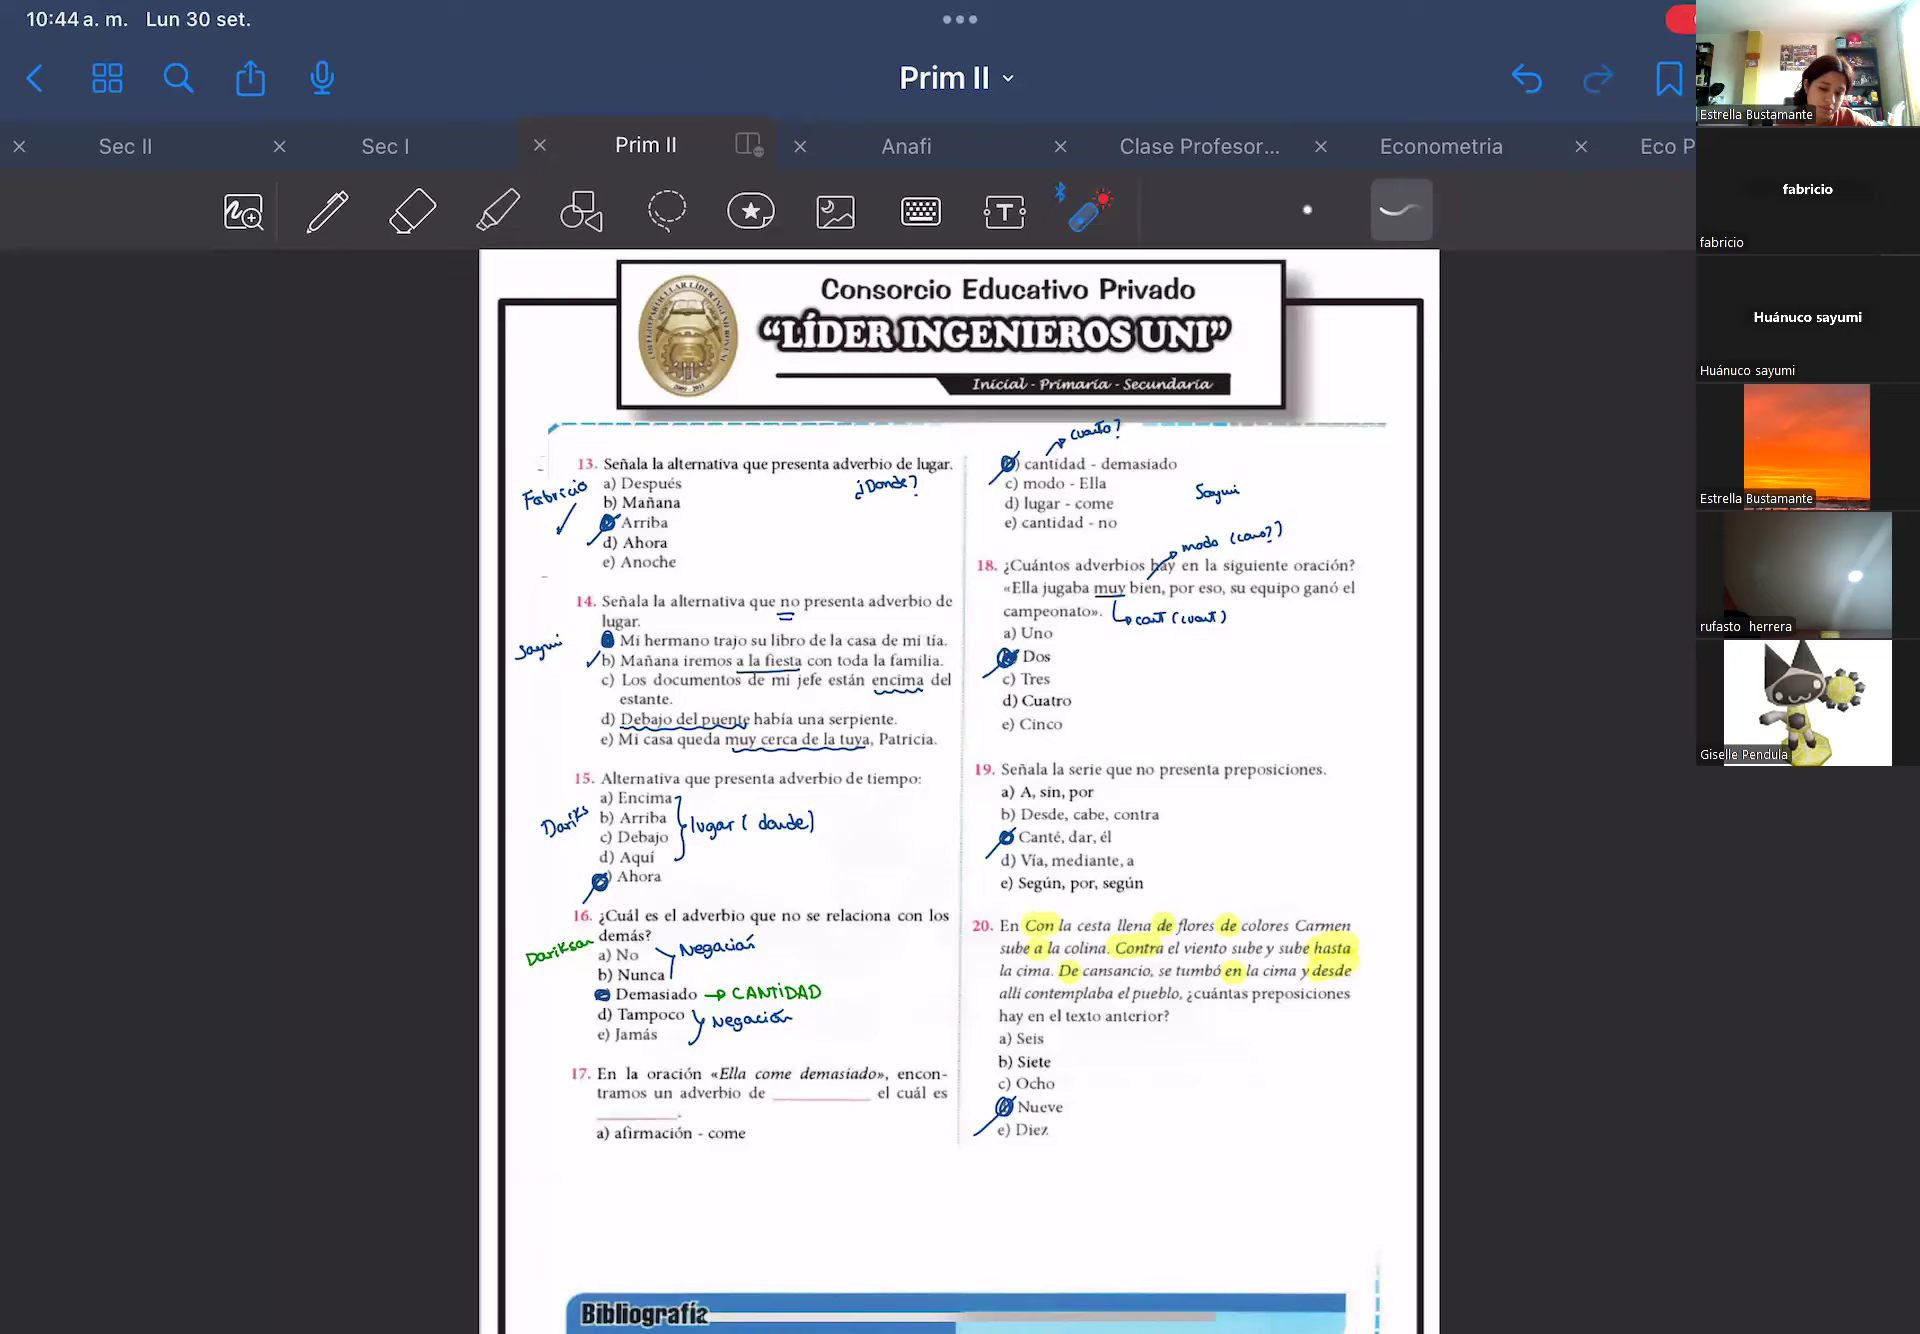 10:44 a. m. Lun 30 set.
Prim II
Sec II
Sec I
Prim II
Anafi
Clase Profesor...
Econometria
Eco P
Consorcio Educativo Privado
"LÍDER INGENIEROS UNI"
Inicial - Primaria - Secundaria
13. Señala la alternativa que presenta adverbio de lugar.
¿Donde?
Fabricio
a) Después
b) Mañana
Arriba
d) Ahora
e) Anoche
14. Señala la alternativa que no presenta adverbio de
lugar.
Sayui
Mi hermano trajo su libro de la casa de mi tía.
b) Mañana iremos a la fiesta con toda la familia.
c) Los documentos de mi jefe están encima del
estante.
d) Debajo del puente había una serpiente.
e) Mi casa queda muy cerca de la tuya, Patricia.
15. Alternativa que presenta adverbio de tiempo:
Dariks
a) Encima
b) Arriba
c) Debajo
d) Aquí
) Ahora
lugar ( donde)
16. ¿Cuál es el adverbio que no se relaciona con los
demás?
Dariksan
a) No
b) Nunca
Negación
Demasiado → CANTIDAD
d) Tampoco
e) Jamás
Negación
17. En la oración «Ella come demasiado», encon-
tramos un adverbio de __________ el cuál es
________.
a) afirmación - come
cuanto?
) cantidad - demasiado
c) modo - Ella
d) lugar - come
e) cantidad - no
Sayui
modo (como?)
18. ¿Cuántos adverbios hay en la siguiente oración?
«Ella jugaba muy bien, por eso, su equipo ganó el
campeonato».
cant (cuant)
a) Uno
Dos
c) Tres
d) Cuatro
e) Cinco
19. Señala la serie que no presenta preposiciones.
a) A, sin, por
b) Desde, cabe, contra
Canté, dar, él
d) Vía, mediante, a
e) Según, por, según
20. En Con la cesta llena de flores de colores Carmen
sube a la colina. Contra el viento sube y sube hasta
la cima. De cansancio, se tumbó en la cima y desde
allí contemplaba el pueblo, ¿cuántas preposiciones
hay en el texto anterior?
a) Seis
b) Siete
c) Ocho
Nueve
e) Diez
Bibliografía
Estrella Bustamante
fabricio
fabricio
Huánuco sayumi
Huánuco sayumi
Estrella Bustamante
rufasto herrera
Giselle Pendula